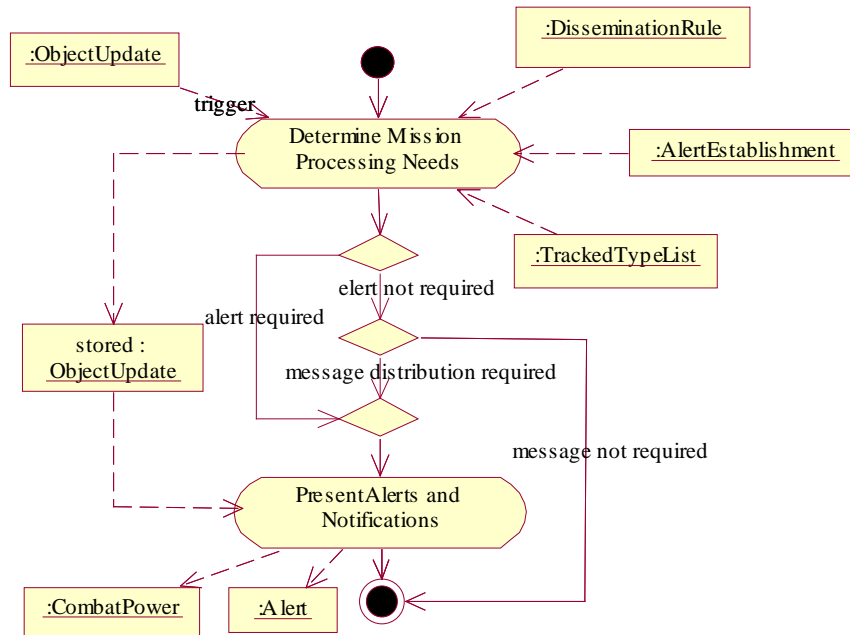 :DisseminationRule
:ObjectUpdate
trigger
Determine Mission
Processing Needs
:AlertEstablishment
:TrackedTypeList
elert not required
alert required
stored :
ObjectUpdate
message distribution required
message not required
PresentAlerts and
Notifications
:CombatPower
:Alert